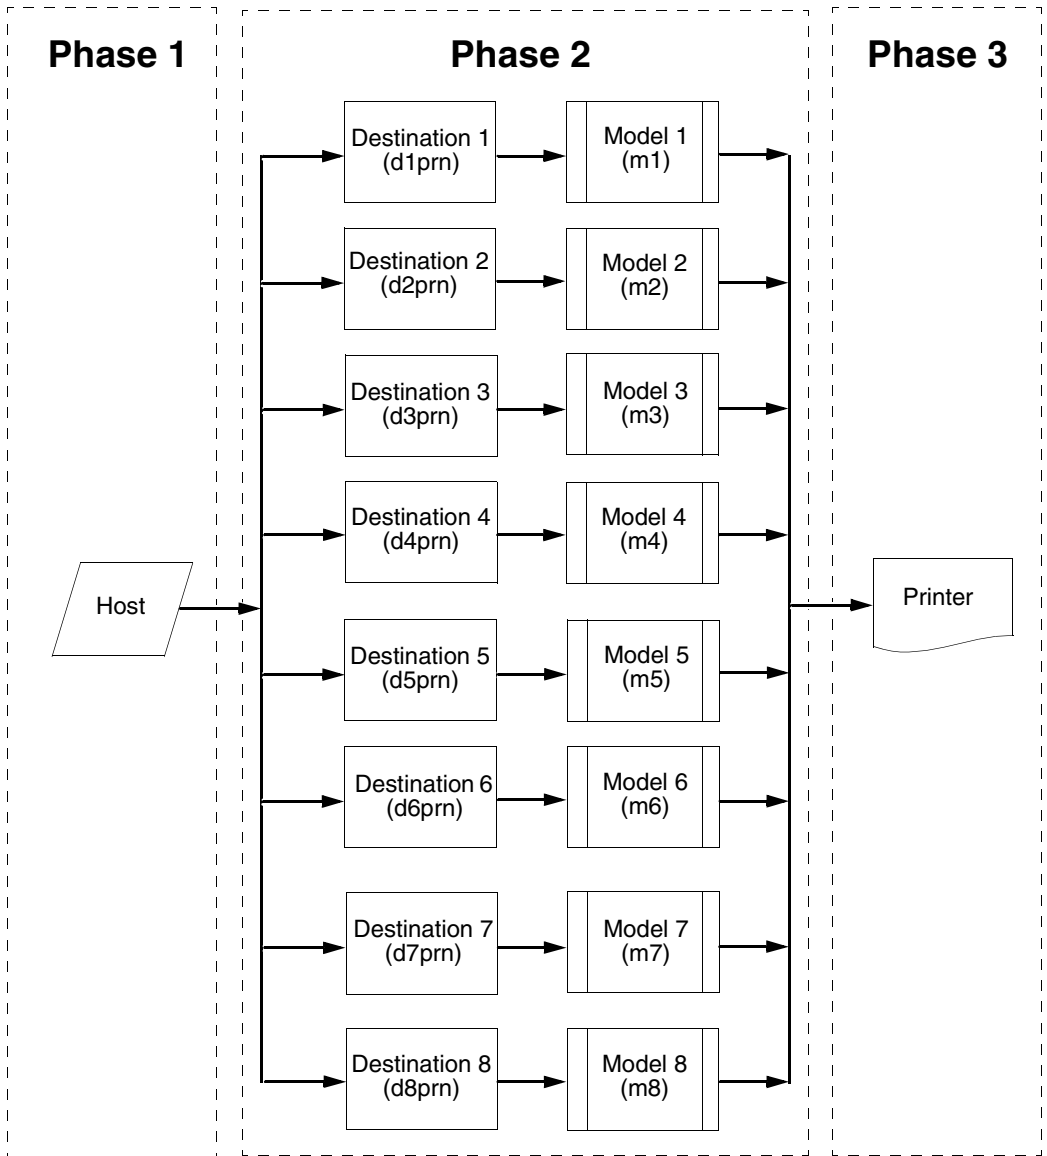 Phase 1
Phase 2
Phase 3
Destination 1
(d1prn)
Model 1
(m1)
Destination 2
(d2prn)
Model 2
(m2)
Destination 3
(d3prn)
Model 3
(m3)
Destination 4
(d4prn)
Model 4
(m4)
Host
Printer
Destination 5
(d5prn)
Model 5
(m5)
Destination 6
(d6prn)
Model 6
(m6)
Destination 7
(d7prn)
Model 7
(m7)
Destination 8
(d8prn)
Model 8
(m8)